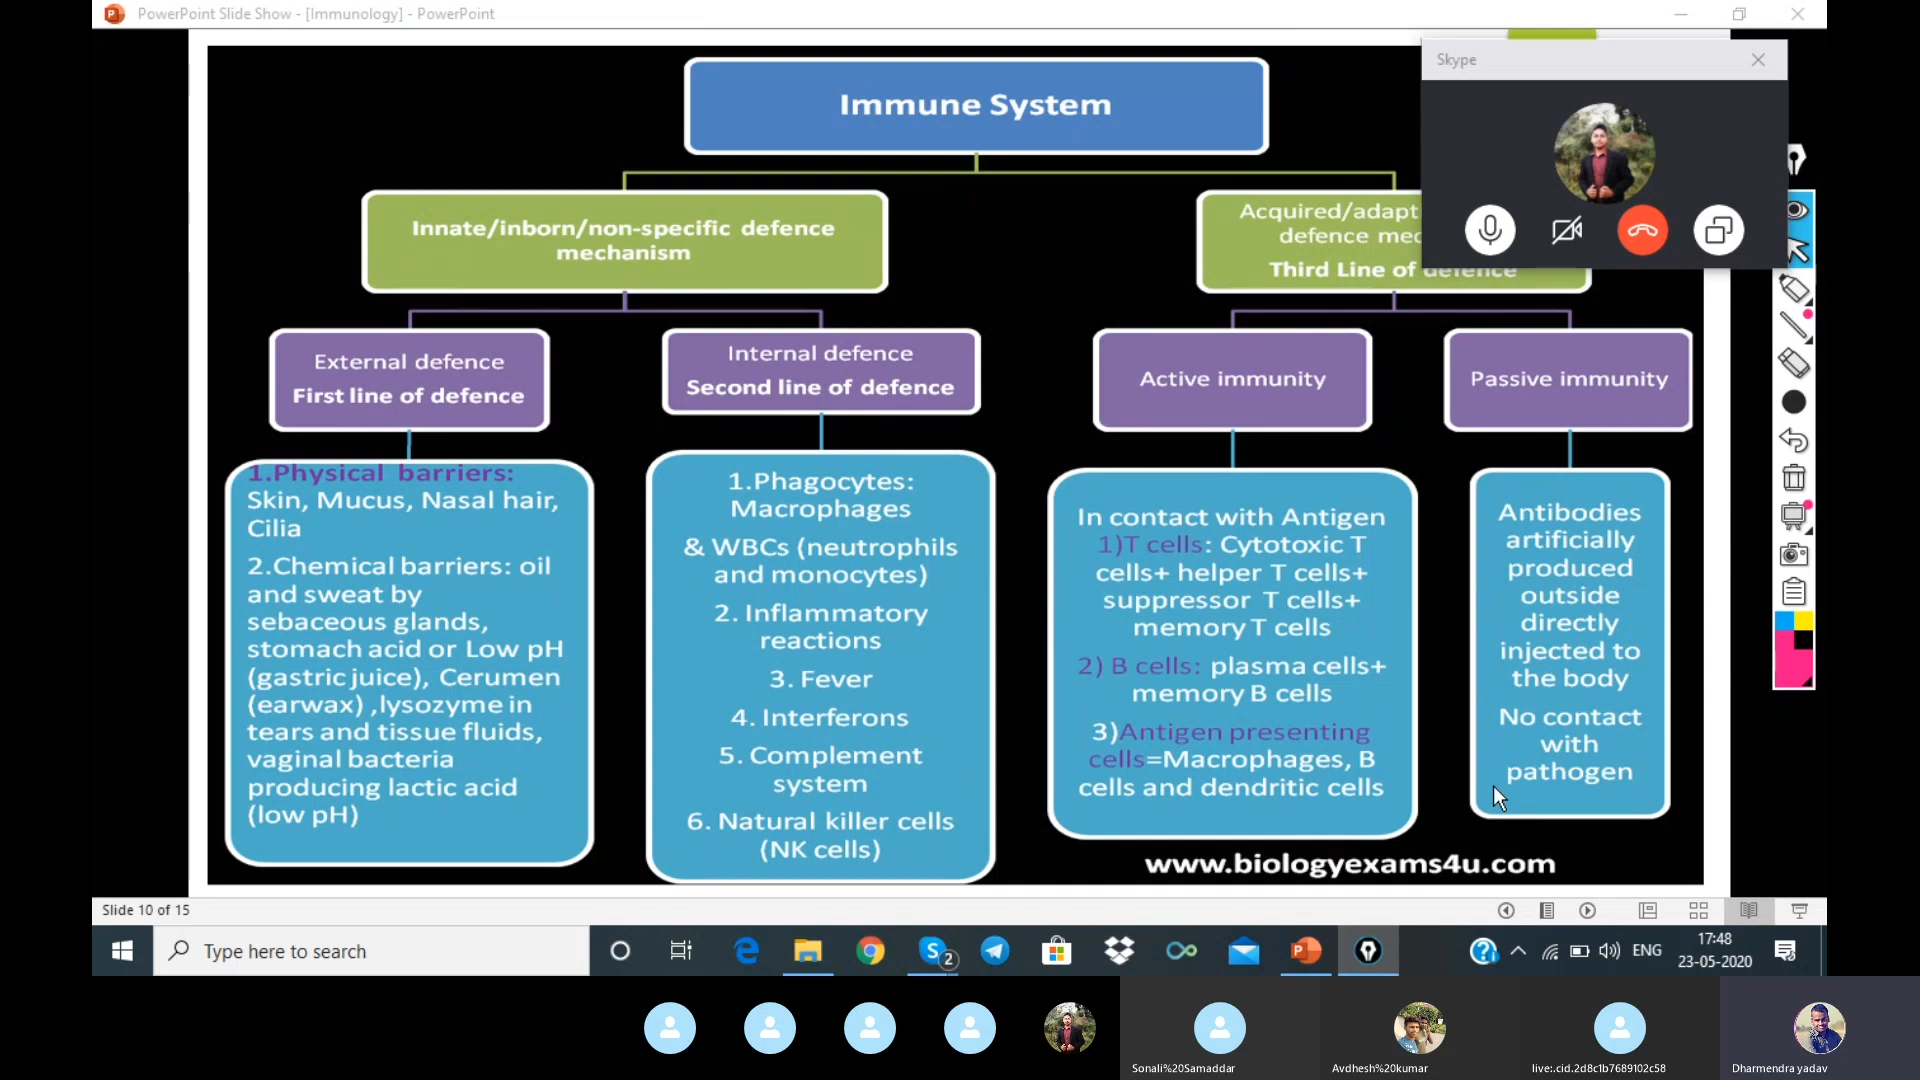 PowerPoint Slide Show - [Immunology] - PowerPoint
Skype
Immune System
Innate/inborn/non-specific defence
mechanism
Acquired/adapt
defence
Third Line of defence
External defence
First line of defence
Internal defence
Second line of defence
Active immunity
Passive immunity
1.Physical barriers:
Skin, Mucus, Nasal hair,
Cilia
2.Chemical barriers: oil
and sweat by
sebaceous glands,
stomach acid or Low pH
(gastric juice), Cerumen
(earwax) ,lysozyme in
tears and tissue fluids,
vaginal bacteria
producing lactic acid
(low pH)
1.Phagocytes:
Macrophages
& WBCs (neutrophils
and monocytes)
2. Inflammatory
reactions
3. Fever
4. Interferons
5. Complement
system
6. Natural killer cells
(NK cells)
In contact with Antigen
1)T cells: Cytotoxic T
cells+ helper T cells+
suppressor T cells+
memory T cells
2) B cells: plasma cells+
memory B cells
3)Antigen presenting
cells=Macrophages, B
cells and dendritic cells
Antibodies
artificially
produced
outside
directly
injected to
the body
No contact
with
pathogen
www.biologyexams4u.com
Slide 10 of 15
Type here to search
2
ENG
17:48
23-05-2020
Sonali%20Samaddar
Avdhesh%20kumar
live:.cid.2d8c1b7689102c58
Dharmendra yadav